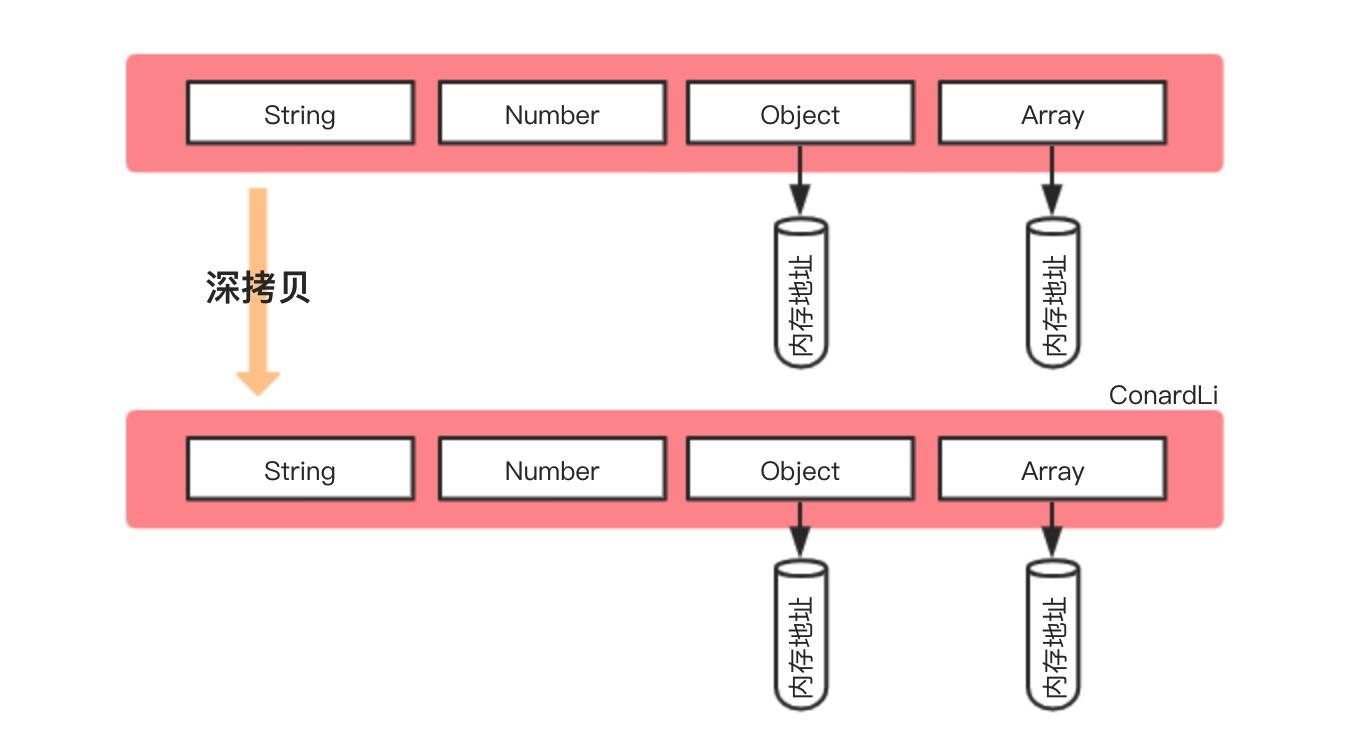 String
Number
Object
Array
内存地址
内存地址
深拷贝
ConardLi
String
Number
Object
Array
内存地址
内存地址